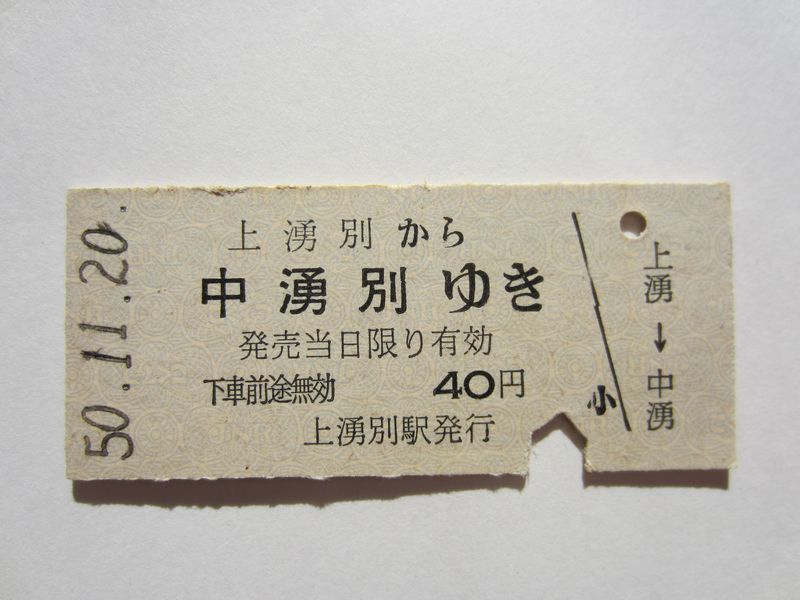 50.11.20.
上湧別から
中湧別ゆき
発売当日限り有効
下車前途無効 40円
上湧別駅発行
小
上湧→中湧